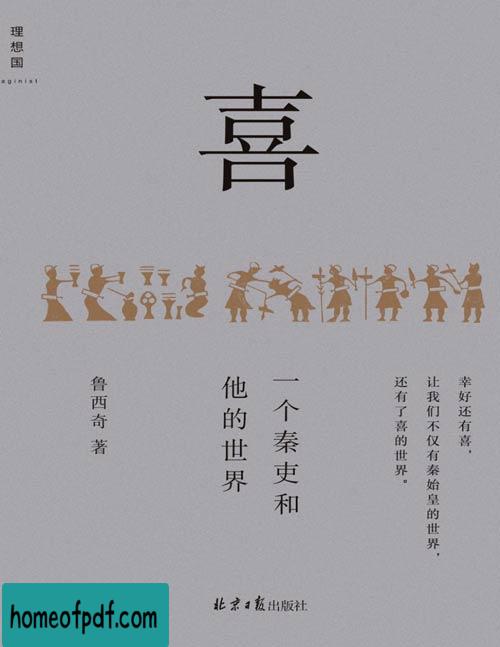 理想国
aginist
喜
幸好还有喜,
让我们不仅有秦始皇的世界,
还有了喜的世界。
一个秦吏和
他的世界
鲁西奇 著
北京日报出版社
homeofpdf.com